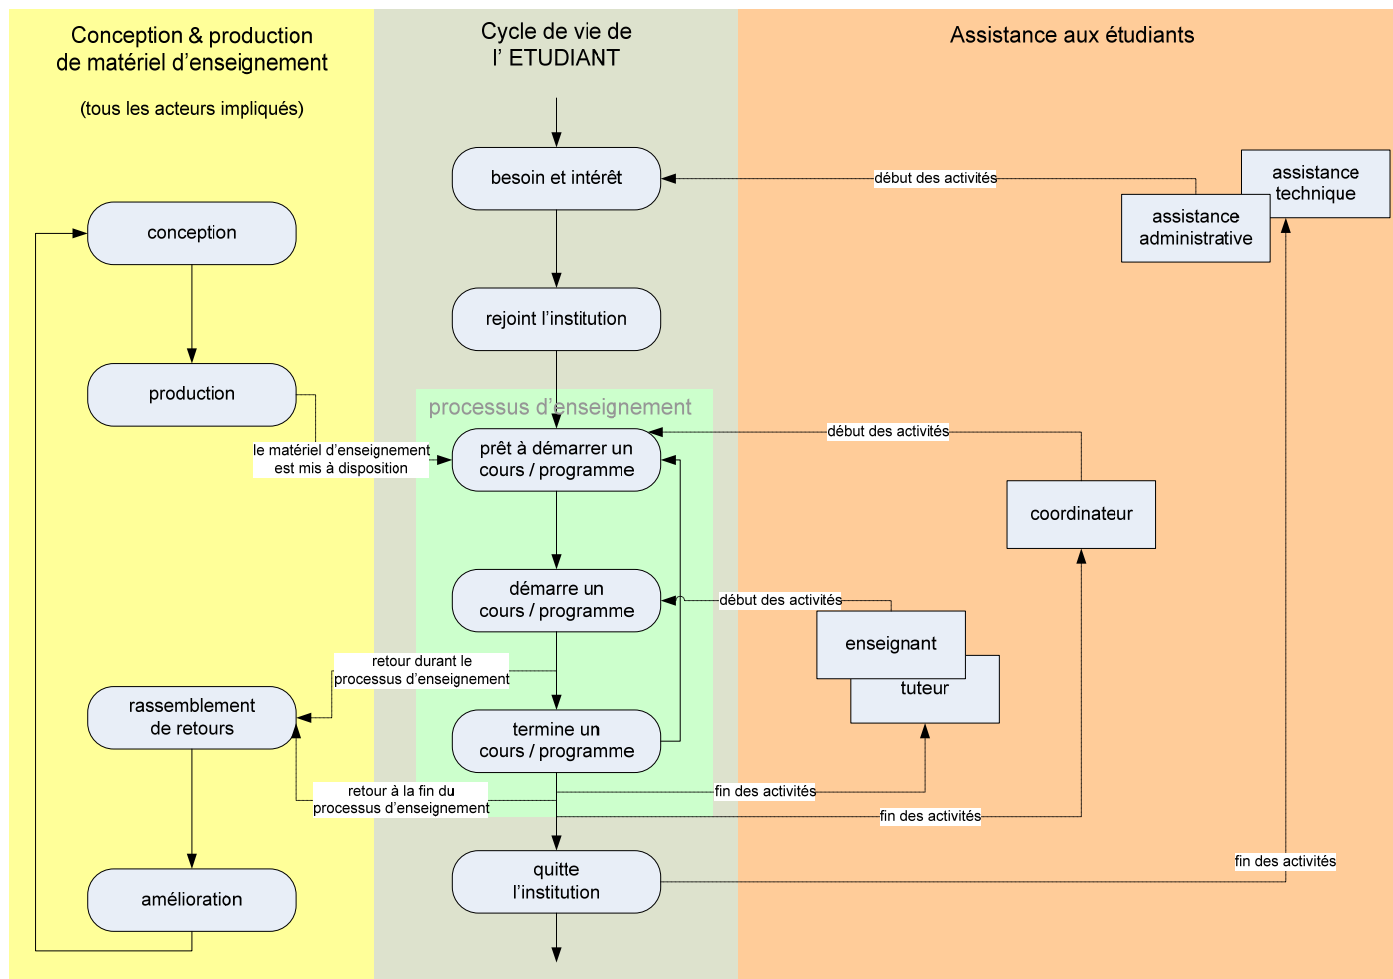 Conception & production
de matériel d'enseignement
(tous les acteurs impliqués)
Cycle de vie de
l' ETUDIANT
Assistance aux étudiants
besoin et intérêt
début des activités
assistance
technique
assistance
administrative
conception
rejoint l'institution
production
processus d'enseignement
le matériel d'enseignement
est mis à disposition
prêt à démarrer un
cours / programme
début des activités
coordinateur
démarre un
cours / programme
début des activités
enseignant
tuteur
retour durant le
processus d'enseignement
rassemblement
de retours
termine un
cours / programme
retour à la fin du
processus d'enseignement
fin des activités
fin des activités
fin des activités
quitte
l'institution
amélioration